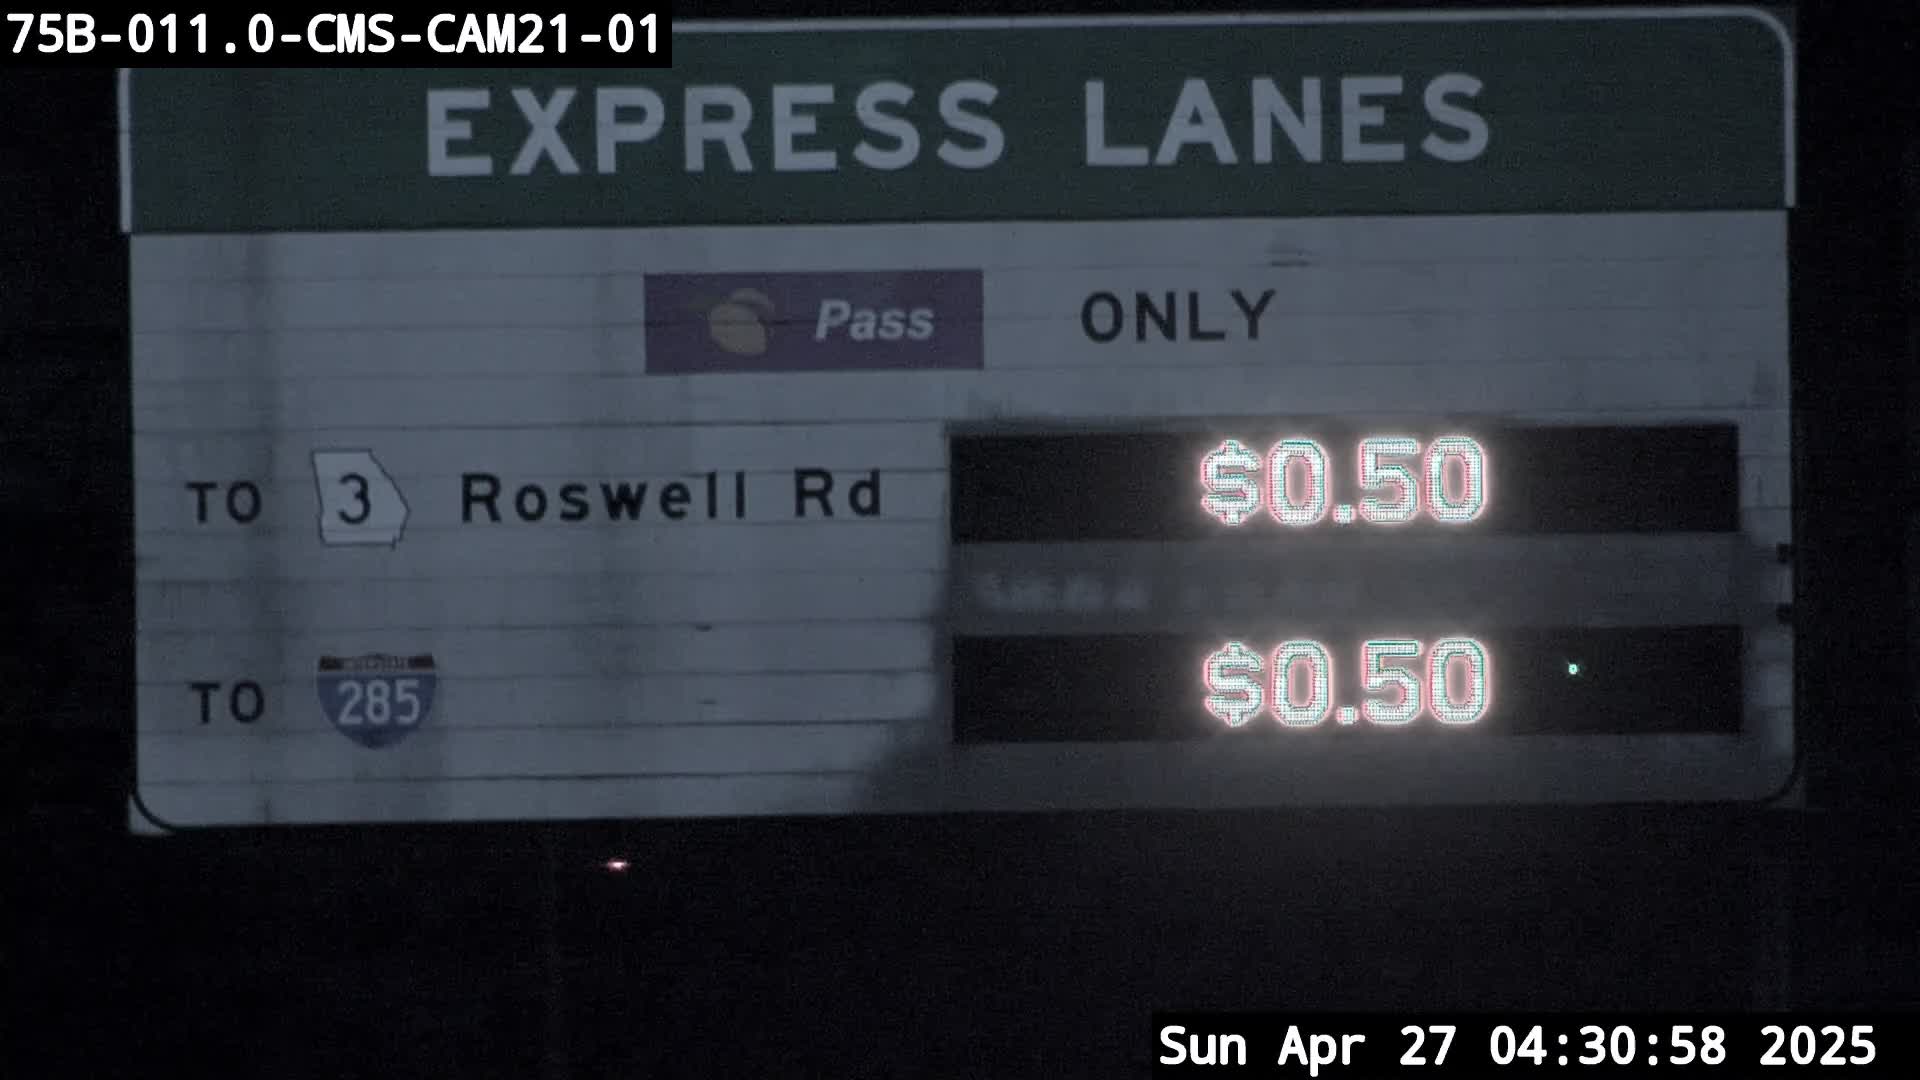 75B-011.0-CMS-CAM21-01
EXPRESS LANES
Pass ONLY
TO 3 Roswell Rd $0.50
TO 285 $0.50
Sun Apr 27 04:30:58 2025